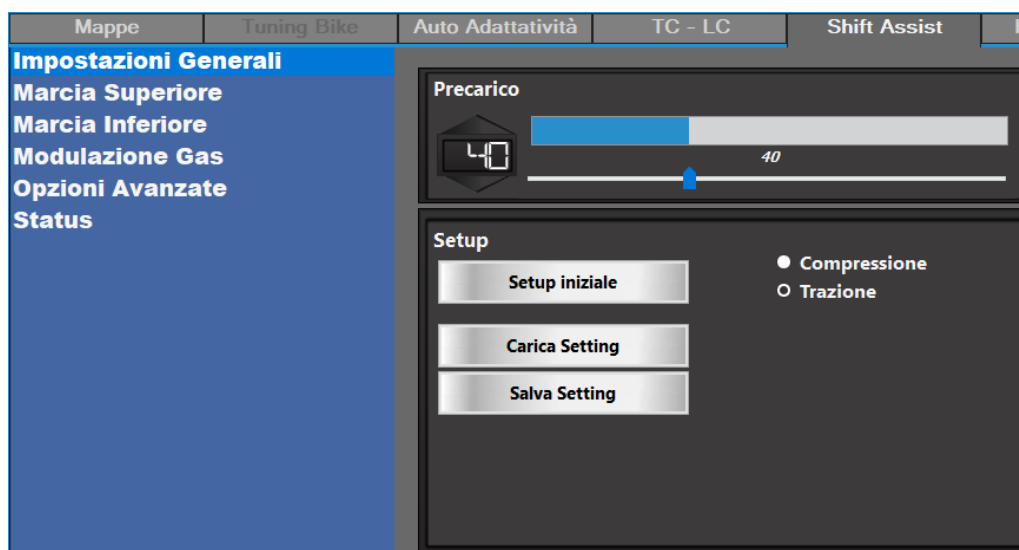 Mappe
Tuning Bike
Auto Adattatività
TC - LC
Shift Assist
Impostazioni Generali
Marcia Superiore
Marcia Inferiore
Modulazione Gas
Opzioni Avanzate
Status
Precarico
40
40
Setup
Setup iniziale
Carica Setting
Salva Setting
Compressione
Trazione